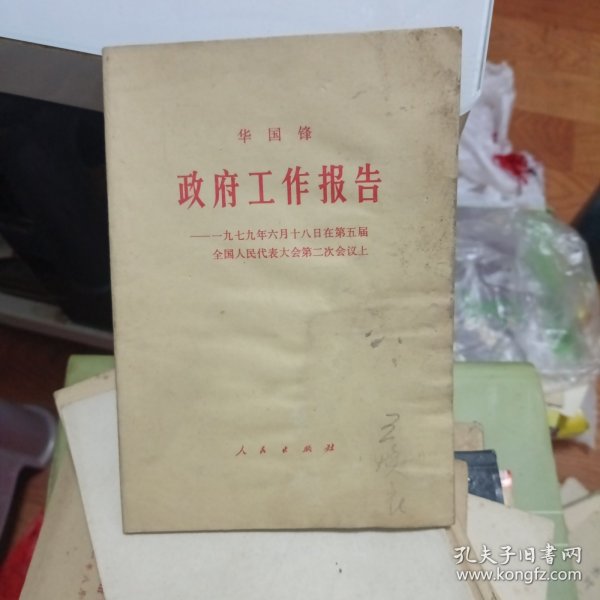 华国锋
政府工作报告
——一九七九年六月十八日在第五届
全国人民代表大会第二次会议上
人民出版社
孔夫子旧书网
www.kongfz.com